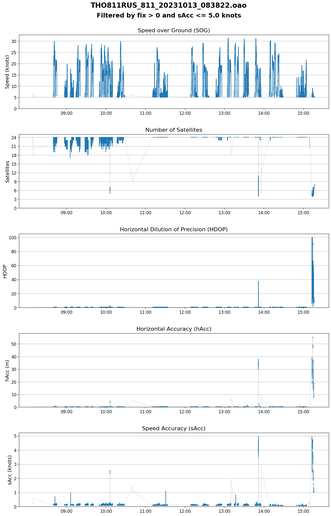 THO811RUS_811_20231013_083822.oao
Filtered by fix > 0 and sAcc <= 5.0 knots
Speed over Ground (SOG)
Speed (knots)
30
25
20
15
10
5
0
09:00 10:00 11:00 12:00 13:00 14:00 15:00
Number of Satellites
Satellites
24
21
18
15
12
9
6
3
0
09:00 10:00 11:00 12:00 13:00 14:00 15:00
Horizontal Dilution of Precision (HDOP)
HDOP
100
80
60
40
20
0
09:00 10:00 11:00 12:00 13:00 14:00 15:00
Horizontal Accuracy (hAcc)
hAcc (m)
50
40
30
20
10
0
09:00 10:00 11:00 12:00 13:00 14:00 15:00
Speed Accuracy (sAcc)
sAcc (knots)
5
4
3
2
1
0
09:00 10:00 11:00 12:00 13:00 14:00 15:00